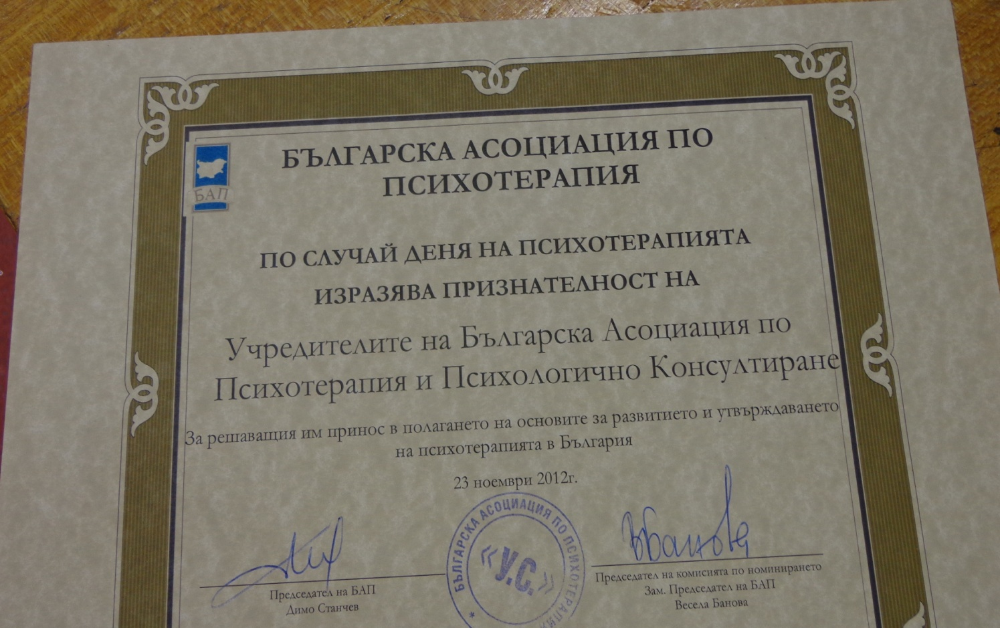 БЪЛГАРСКА АСОЦИАЦИЯ ПО
ПСИХОТЕРАПИЯ
БАП
ПО СЛУЧАЙ ДЕНЯ НА ПСИХОТЕРАПИЯТА
ИЗРАЗЯВА ПРИЗНАТЕЛНОСТ НА
Учредителите на Българска Асоциация по
Психотерапия и Психологично Консултиране
За решаващия им принос в полагането на основите за развитието и утвърждаването
на психотерапията в България
23 ноември 2012г.
БЪЛГАРСКА АСОЦИАЦИЯ ПО ПСИХОТЕРАПИЯ
«У.С.»
Председател на БАП
Димо Станчев
ВБанова
Председател на комисията по номинирането
Зам. Председател на БАП
Весела Банова